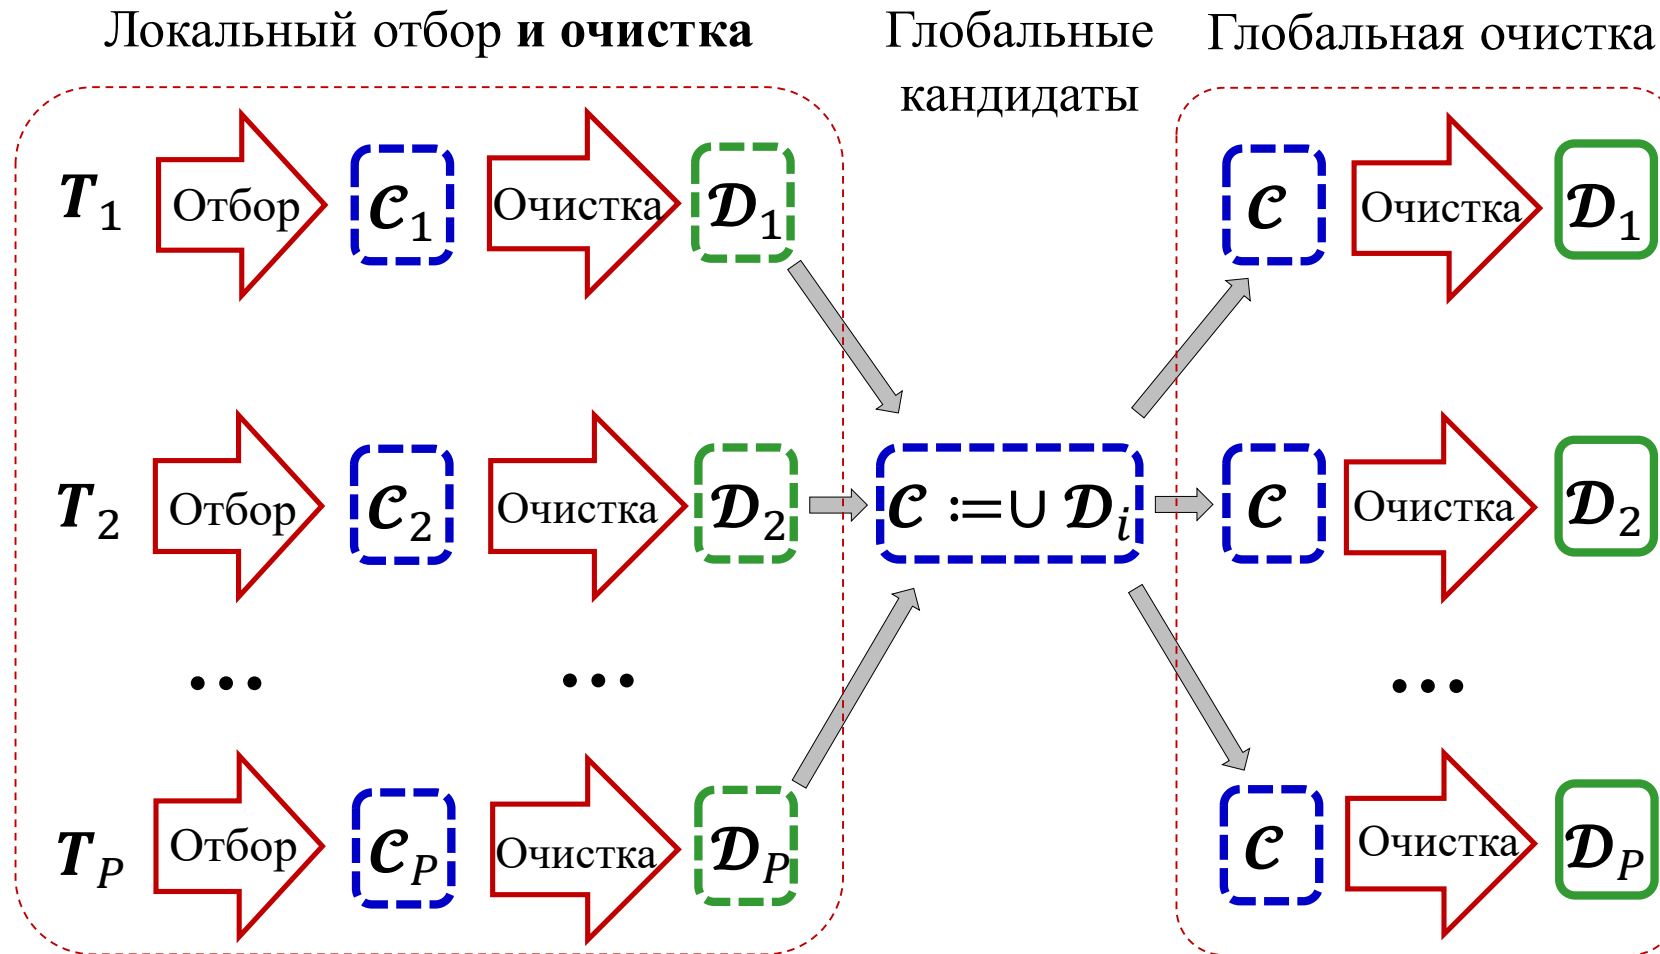 Локальный отбор и очистка
Глобальные
кандидаты
Глобальная очистка
T1 Отбор C1 Очистка D1 C Очистка D1
T2 Отбор C2 Очистка D2 C :=∪ Di C Очистка D2
... ... ...
TP Отбор CP Очистка DP C Очистка DP